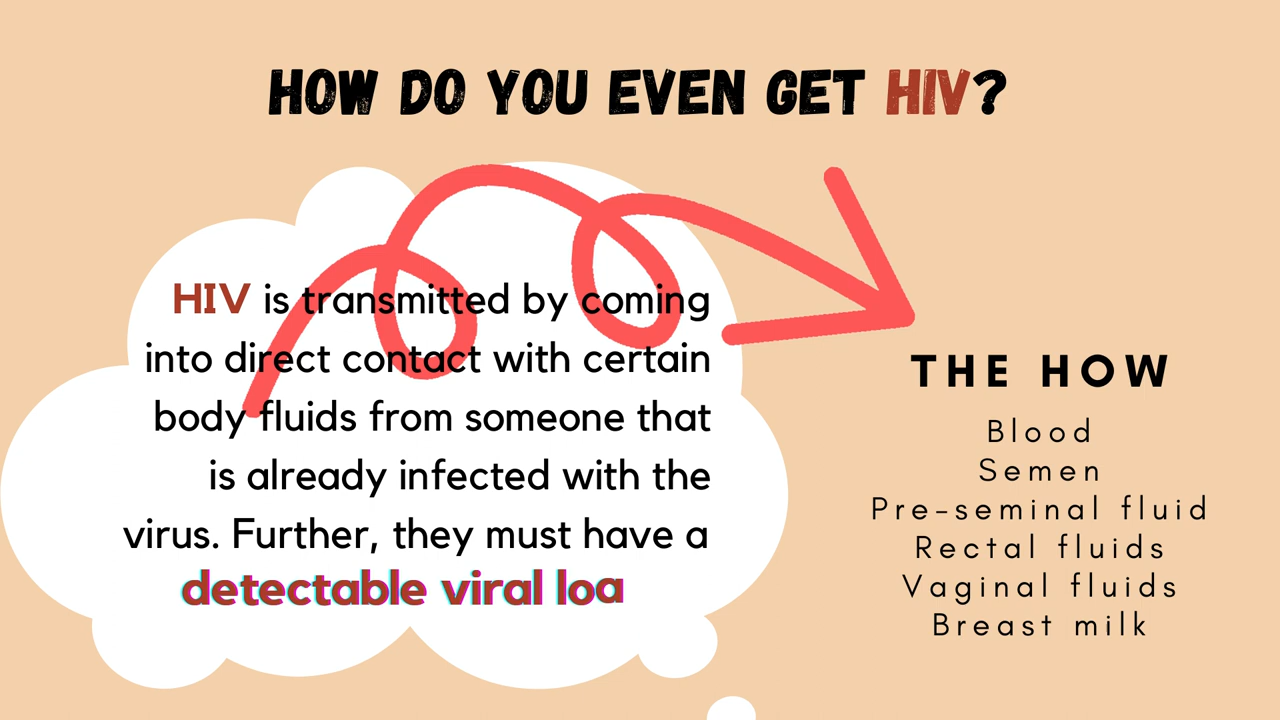 HOW DO YOU EVEN GET HIV?
HIV is transmitted by coming
into direct contact with certain
body fluids from someone that
is already infected with the
virus. Further, they must have a
detectable viral loa
THE HOW
Blood
Semen
Pre-seminal fluid
Rectal fluids
Vaginal fluids
Breast milk